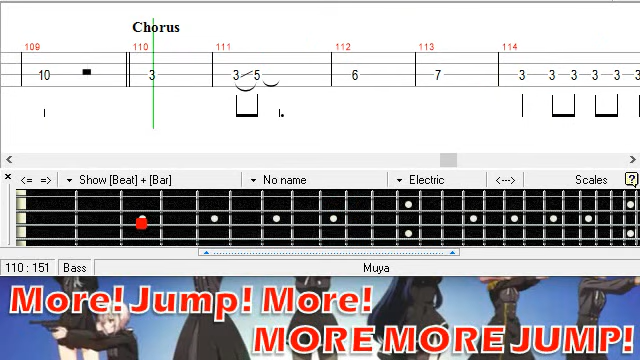 Chorus
109 110 111 112 113 114
10 3 3 5 6 7 3 3 3 3 3 3
<= => Show [Beat] + [Bar] No name Electric <---> Scales ?
110 : 151 Bass Muya
More! Jump! More!
MORE MORE JUMP!